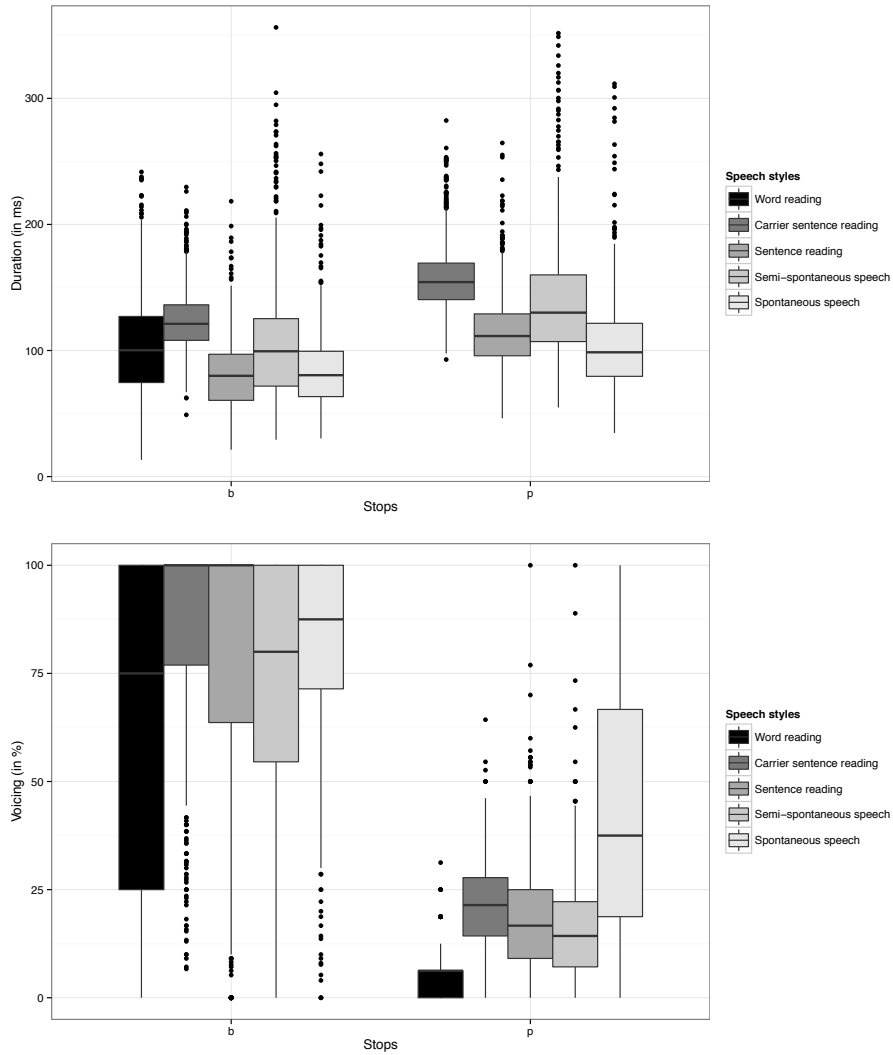 300
200
100
0
Duration (in ms)
b
p
Stops
Speech styles
Word reading
Carrier sentence reading
Sentence reading
Semi−spontaneous speech
Spontaneous speech
100
75
50
25
0
Voicing (in %)
b
p
Stops
Speech styles
Word reading
Carrier sentence reading
Sentence reading
Semi−spontaneous speech
Spontaneous speech